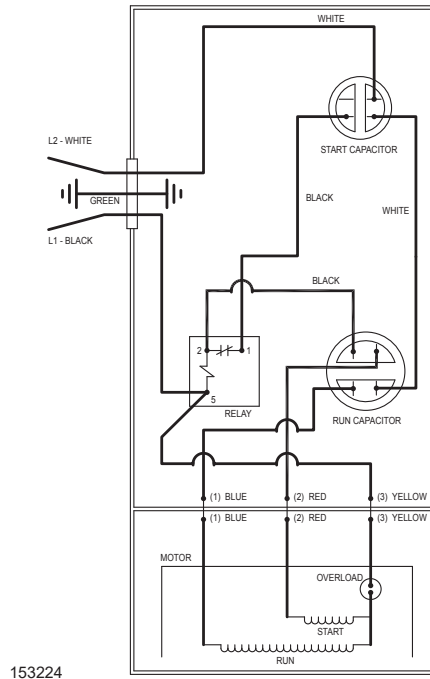 WHITE
START CAPACITOR
L2 - WHITE
GREEN
L1 - BLACK
BLACK
WHITE
BLACK
2
1
5
RELAY
RUN CAPACITOR
(1) BLUE
(2) RED
(3) YELLOW
(1) BLUE
(2) RED
(3) YELLOW
MOTOR
OVERLOAD
START
RUN
153224